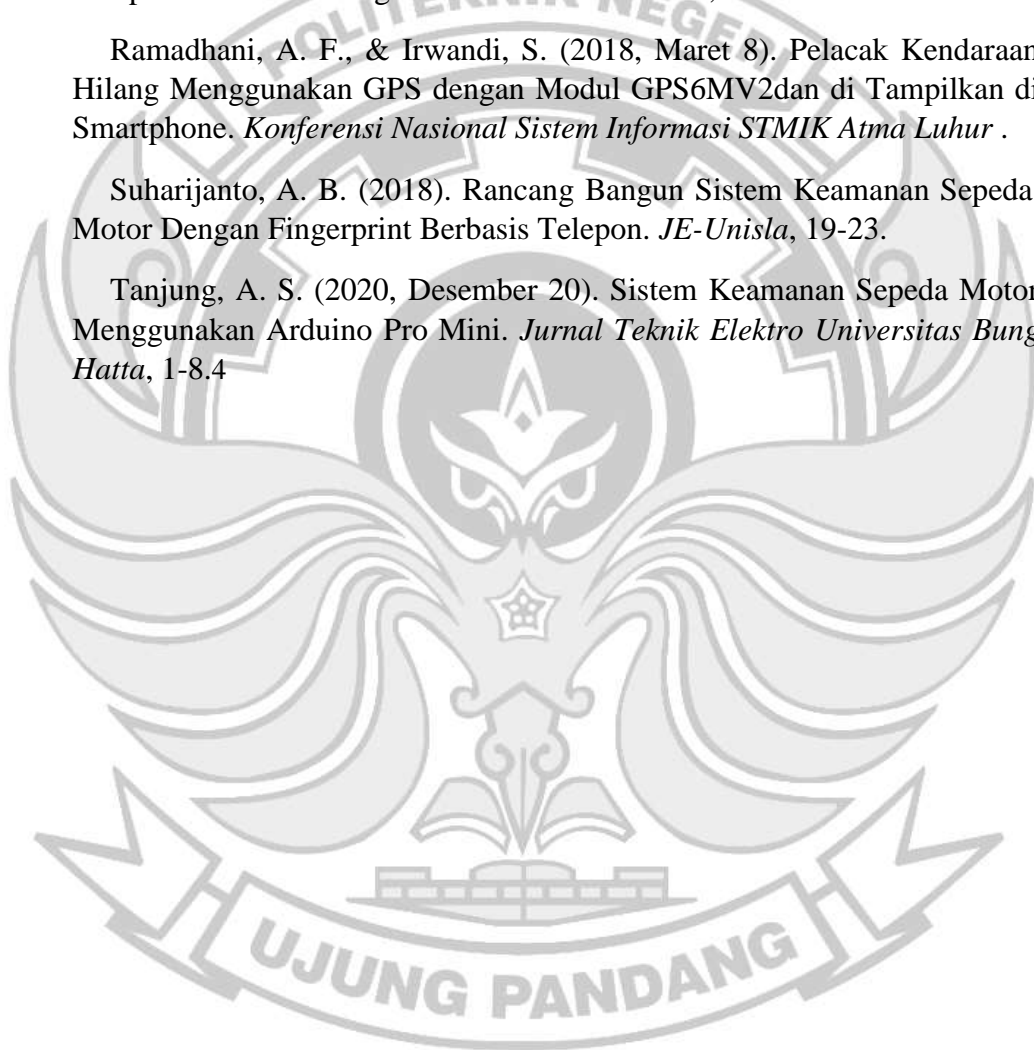 POLITEKNIK NEGERI
Ramadhani, A. F., & Irwandi, S. (2018, Maret 8). Pelacak Kendaraan
Hilang Menggunakan GPS dengan Modul GPS6MV2dan di Tampilkan di
Smartphone. Konferensi Nasional Sistem Informasi STMIK Atma Luhur .
Suharijanto, A. B. (2018). Rancang Bangun Sistem Keamanan Sepeda
Motor Dengan Fingerprint Berbasis Telepon. JE-Unisla, 19-23.
Tanjung, A. S. (2020, Desember 20). Sistem Keamanan Sepeda Motor
Menggunakan Arduino Pro Mini. Jurnal Teknik Elektro Universitas Bung
Hatta, 1-8.4
UJUNG PANDANG